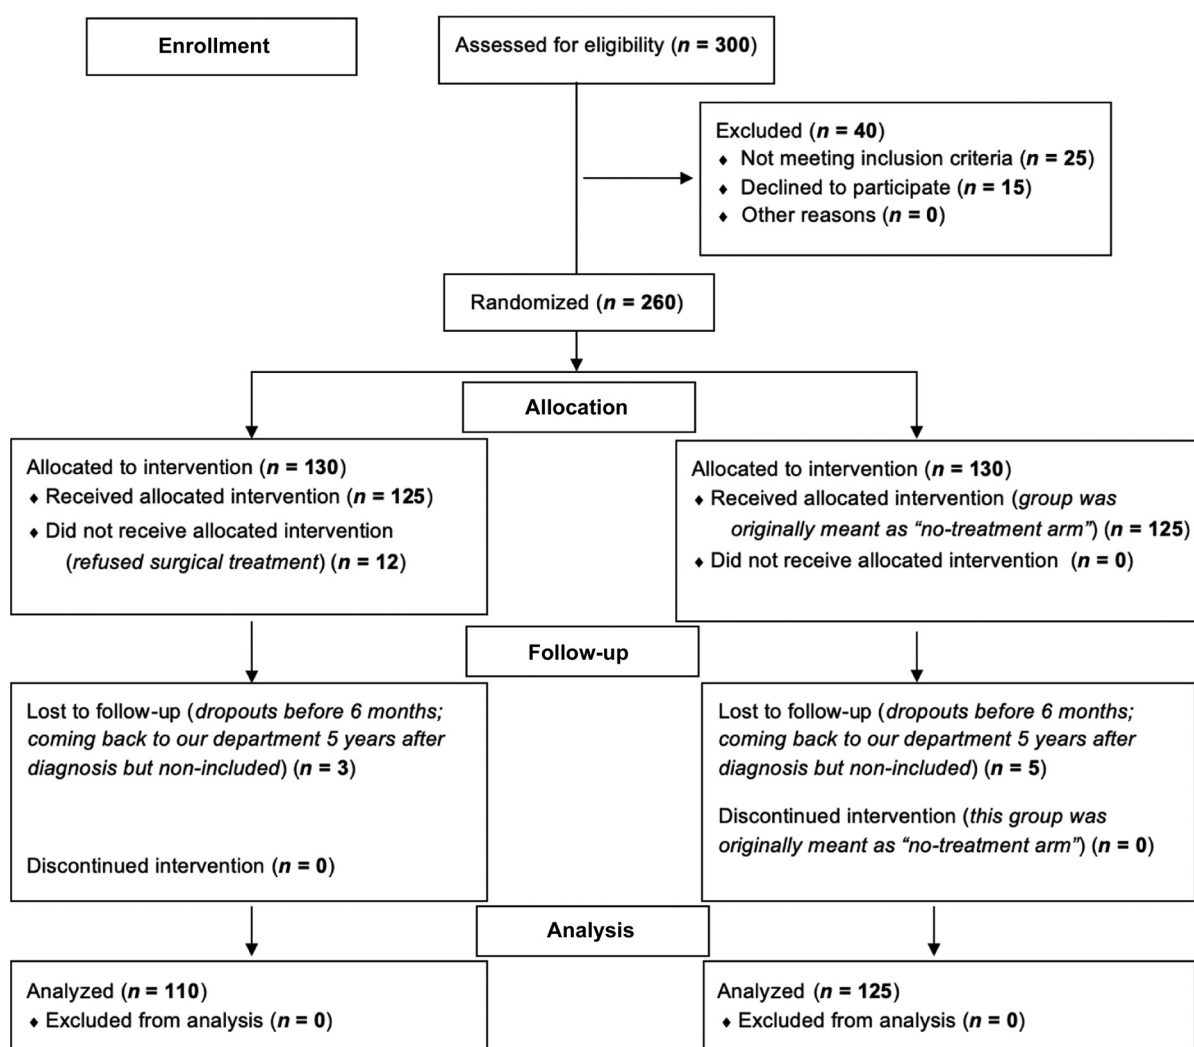 Enrollment
Assessed for eligibility (n = 300)
Excluded (n = 40)
♦ Not meeting inclusion criteria (n = 25)
♦ Declined to participate (n = 15)
♦ Other reasons (n = 0)
Randomized (n = 260)
Allocation
Allocated to intervention (n = 130)
♦ Received allocated intervention (n = 125)
♦ Did not receive allocated intervention
(refused surgical treatment) (n = 12)
Allocated to intervention (n = 130)
♦ Received allocated intervention (group was
originally meant as “no-treatment arm”) (n = 125)
♦ Did not receive allocated intervention (n = 0)
Follow-up
Lost to follow-up (dropouts before 6 months;
coming back to our department 5 years after
diagnosis but non-included) (n = 3)
Discontinued intervention (n = 0)
Lost to follow-up (dropouts before 6 months;
coming back to our department 5 years after
diagnosis but non-included) (n = 5)
Discontinued intervention (this group was
originally meant as “no-treatment arm”) (n = 0)
Analysis
Analyzed (n = 110)
♦ Excluded from analysis (n = 0)
Analyzed (n = 125)
♦ Excluded from analysis (n = 0)